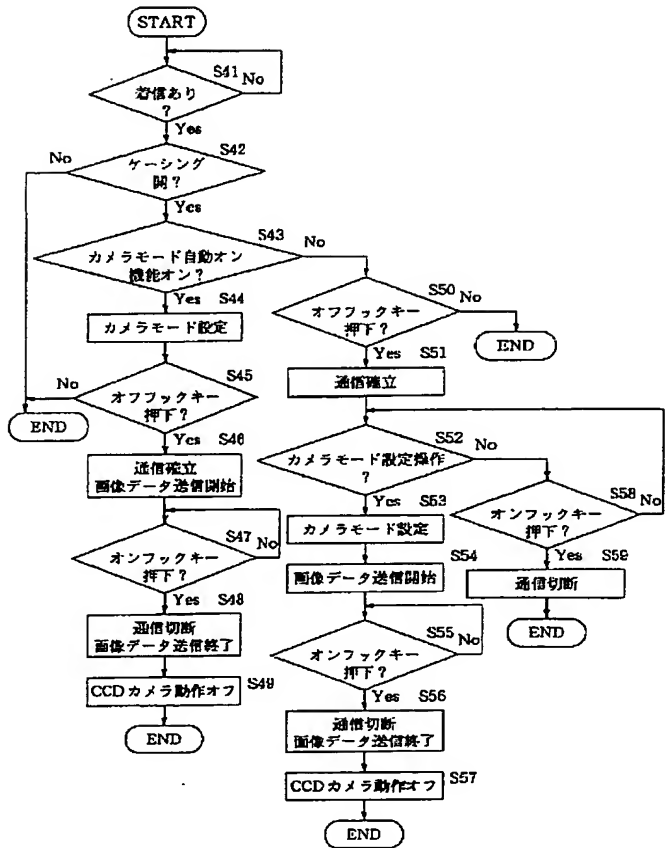 START
S41
No
着信あり
?
Yes
S42
No
ケーシング
開?
Yes
S43
No
カメラモード自動オン
機能オン?
Yes
S44
カメラモード設定
S45
No
オフフックキー
押下?
END
Yes
S46
通信確立
画像データ送信開始
S47
No
オンフックキー
押下?
Yes
S48
通信切断
画像データ送信終了
S49
CCDカメラ動作オフ
END
S50
No
オフフックキー
押下?
END
Yes
S51
通信確立
S52
No
カメラモード設定操作
?
Yes
S53
カメラモード設定
S54
画像データ送信開始
S55
No
オンフックキー
押下?
Yes
S56
通信切断
画像データ送信終了
S57
CCDカメラ動作オフ
END
S58
No
オンフックキー
押下?
Yes
S59
通信切断
END